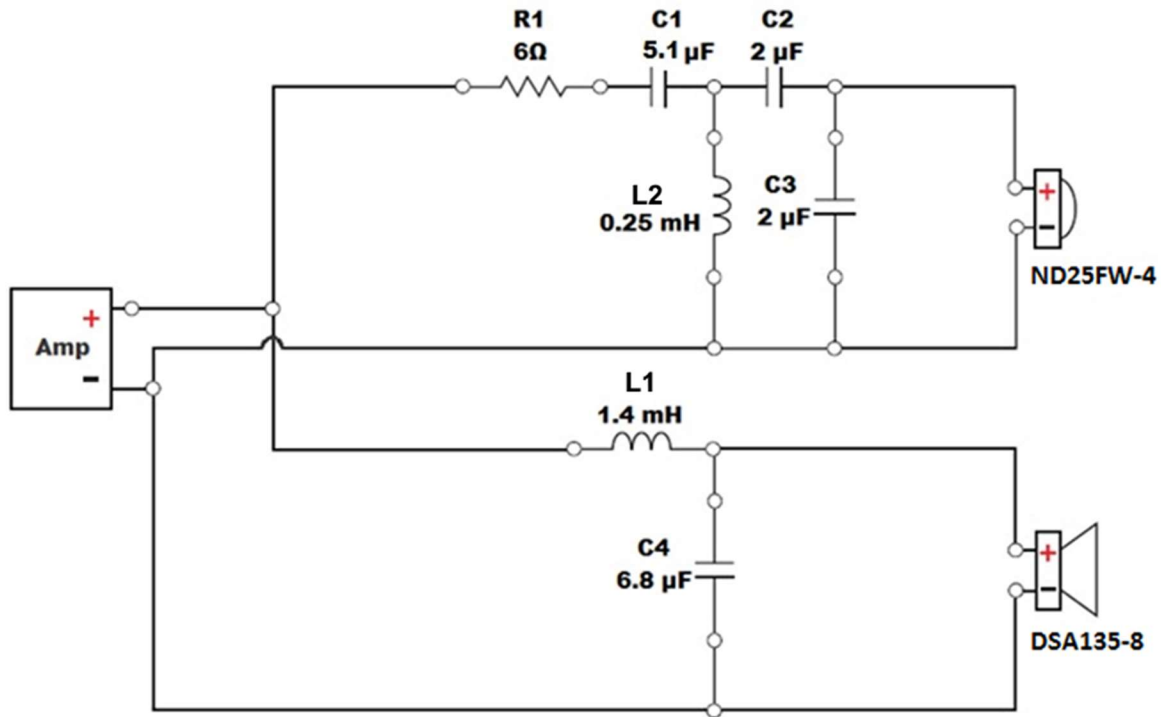 R1
6Ω
C1
5.1 µF
C2
2 µF
L2
0.25 mH
C3
2 µF
+
-
ND25FW-4
+
Amp
-
L1
1.4 mH
C4
6.8 µF
+
-
DSA135-8